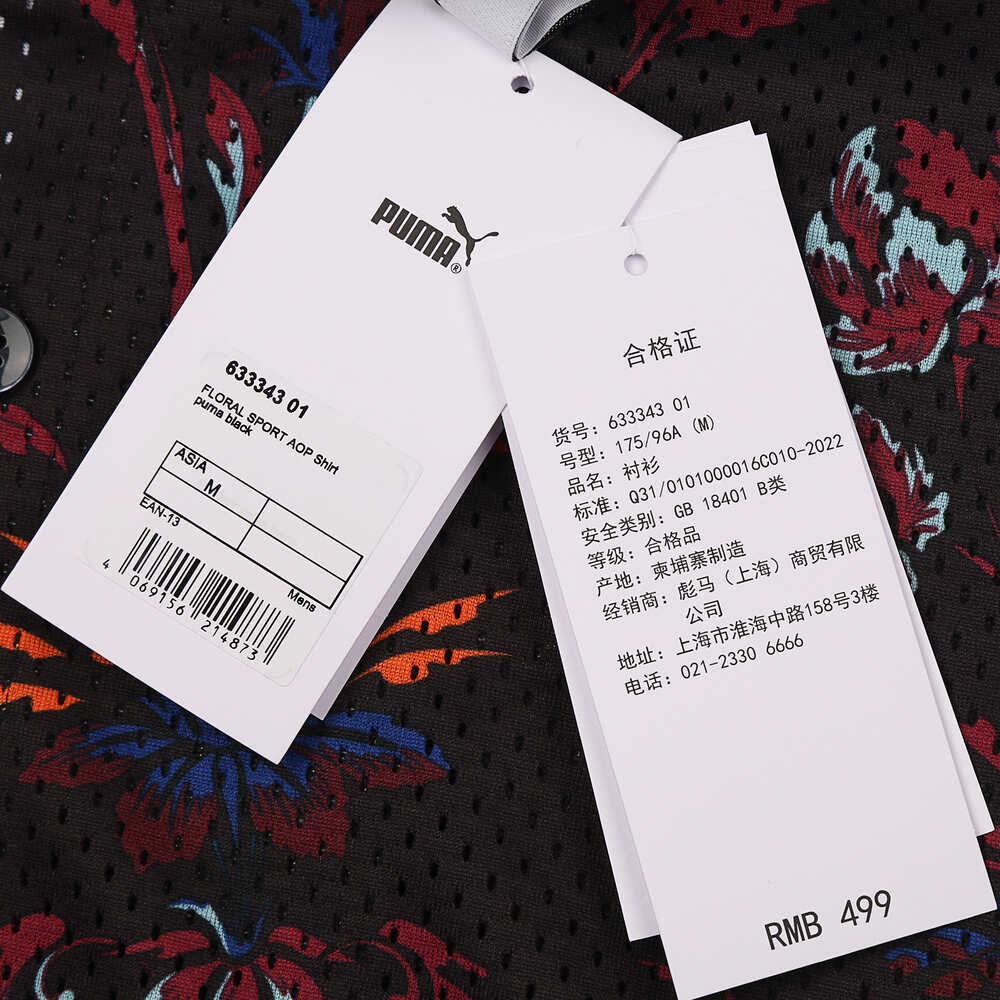 PUMA®
633343 01
FLORAL SPORT AOP Shirt
puma black
ASIA
M
EAN-13
Mens
4 069156 214873
合格证
货号：633343 01
号型：175/96A (M)
品名：衬衫
标准：Q31/0101000016C010-2022
安全类别：GB 18401 B类
等级：合格品
产地：柬埔寨制造
经销商：彪马（上海）商贸有限
公司
地址：上海市淮海中路158号3楼
电话：021-2330 6666
RMB 499